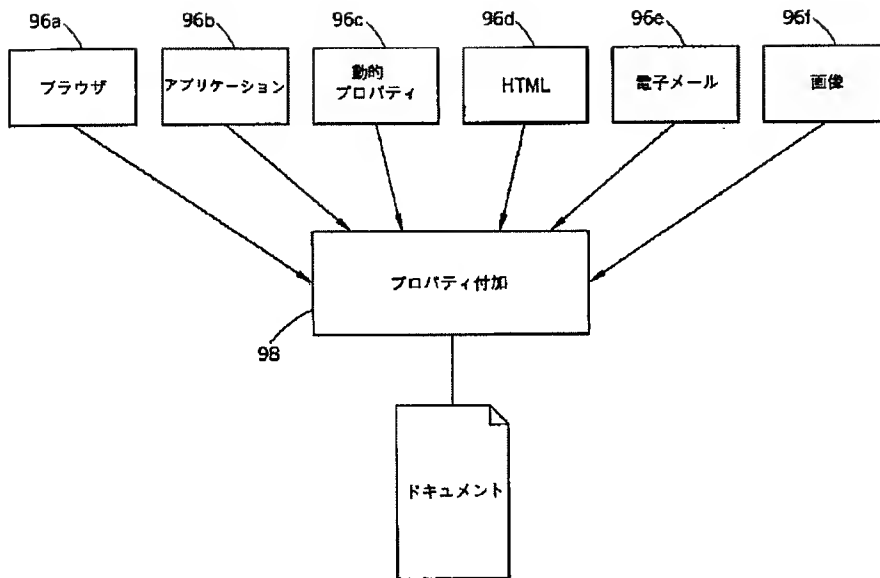 96a
96b
96c
96d
96e
96f
ブラウザ
アプリケーション
動的
プロパティ
HTML
電子メール
画像
プロパティ付加
98
ドキュメント